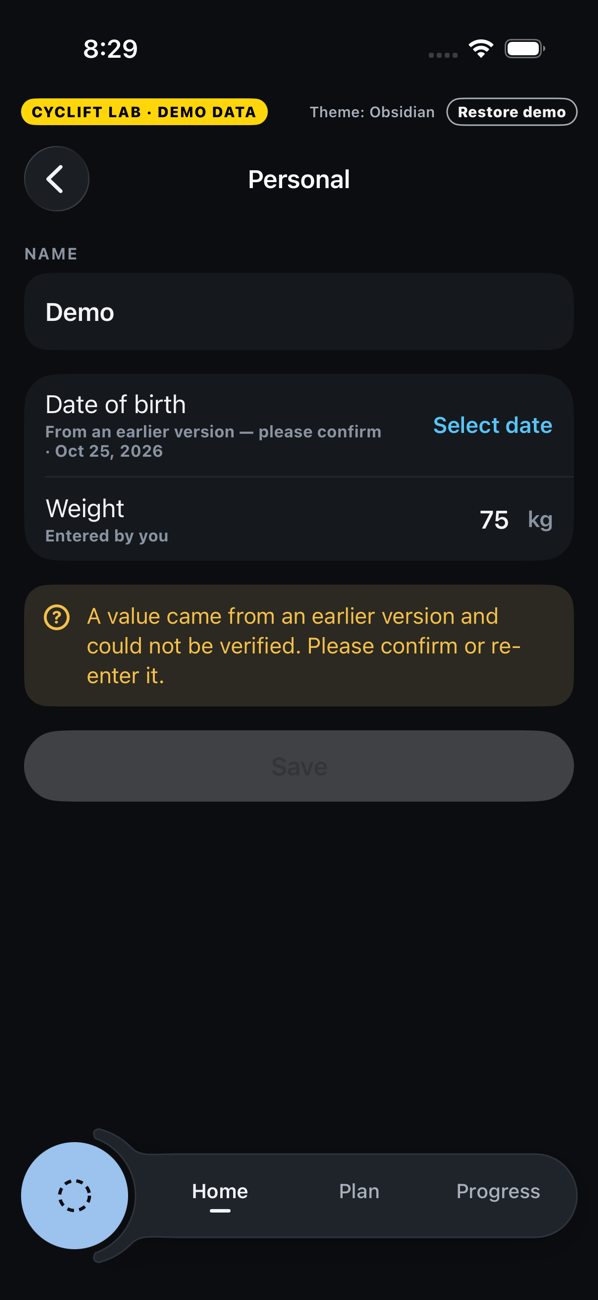 8:29
CYCLIFT LAB · DEMO DATA
Theme: Obsidian
Restore demo
Personal
NAME
Demo
Date of birth
From an earlier version — please confirm
· Oct 25, 2026
Select date
Weight
Entered by you
75 kg
A value came from an earlier version and
could not be verified. Please confirm or re-
enter it.
Save
Home
Plan
Progress